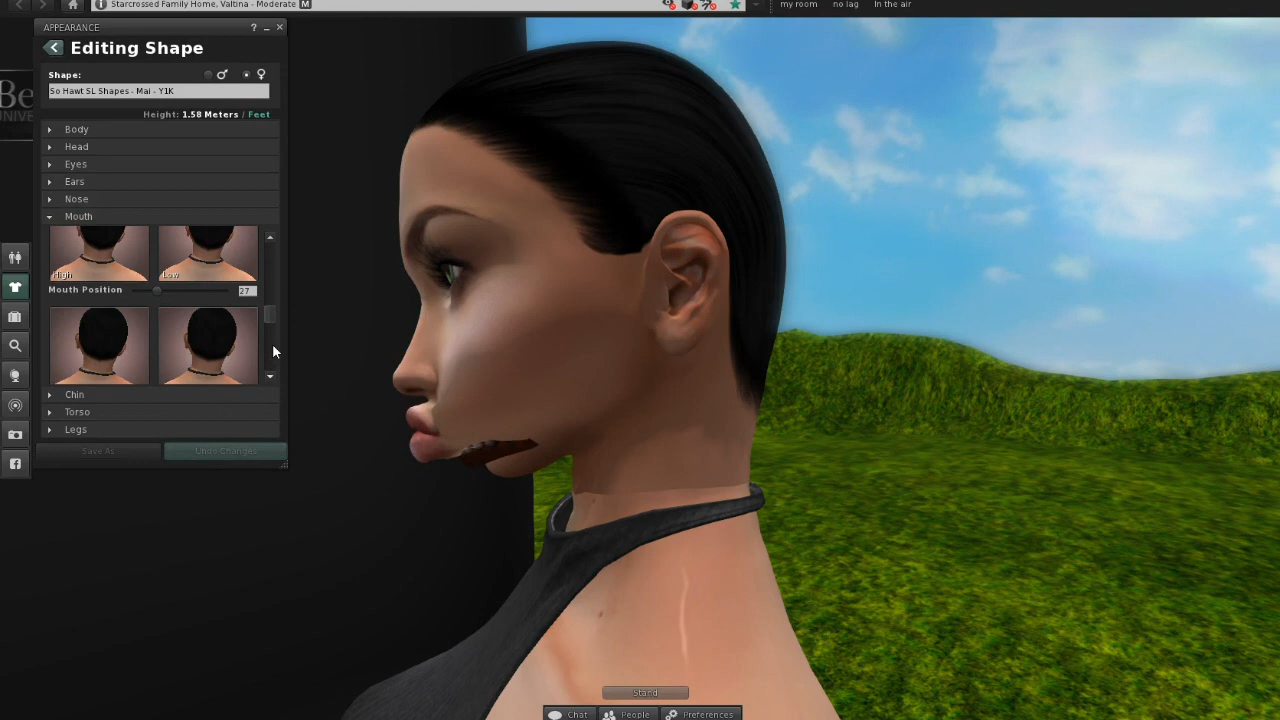 Starcrossed Family Home, Valtina - Moderate M
my room no lag In the air
APPEARANCE ? _ ×
Editing Shape
Shape:
So Hawt SL Shapes - Mai - Y1K
Height: 1.58 Meters / Feet
Body
Head
Eyes
Ears
Nose
Mouth
High Low
Mouth Position 27
Chin
Torso
Legs
Save As Undo Changes
Be
UNIVE
Stand
Chat People Preferences